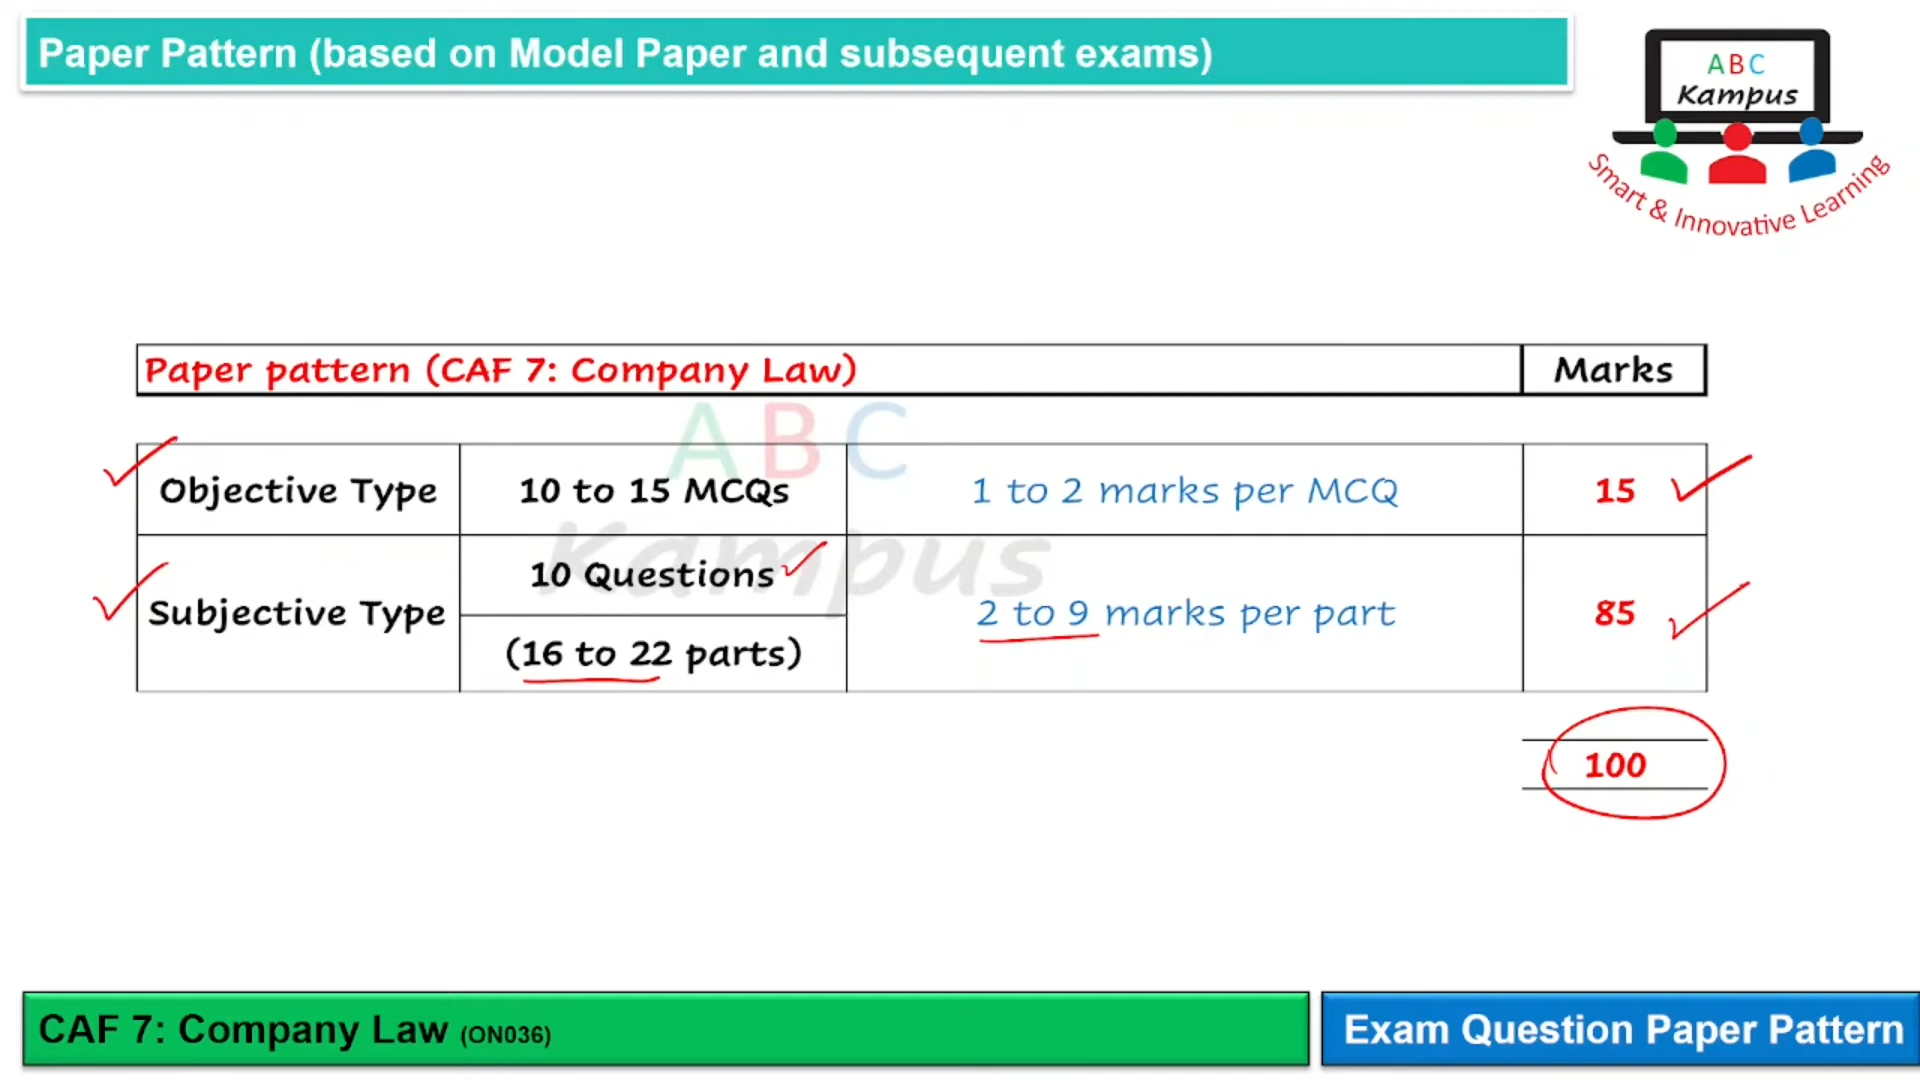 Paper Pattern (based on Model Paper and subsequent exams)
ABC
Kampus
Smart & Innovative Learning
Paper pattern (CAF 7: Company Law)
Marks
Objective Type
10 to 15 MCQs
1 to 2 marks per MCQ
15
Subjective Type
10 Questions
(16 to 22 parts)
2 to 9 marks per part
85
100
ABC
Kampus
CAF 7: Company Law (ON036)
Exam Question Paper Pattern